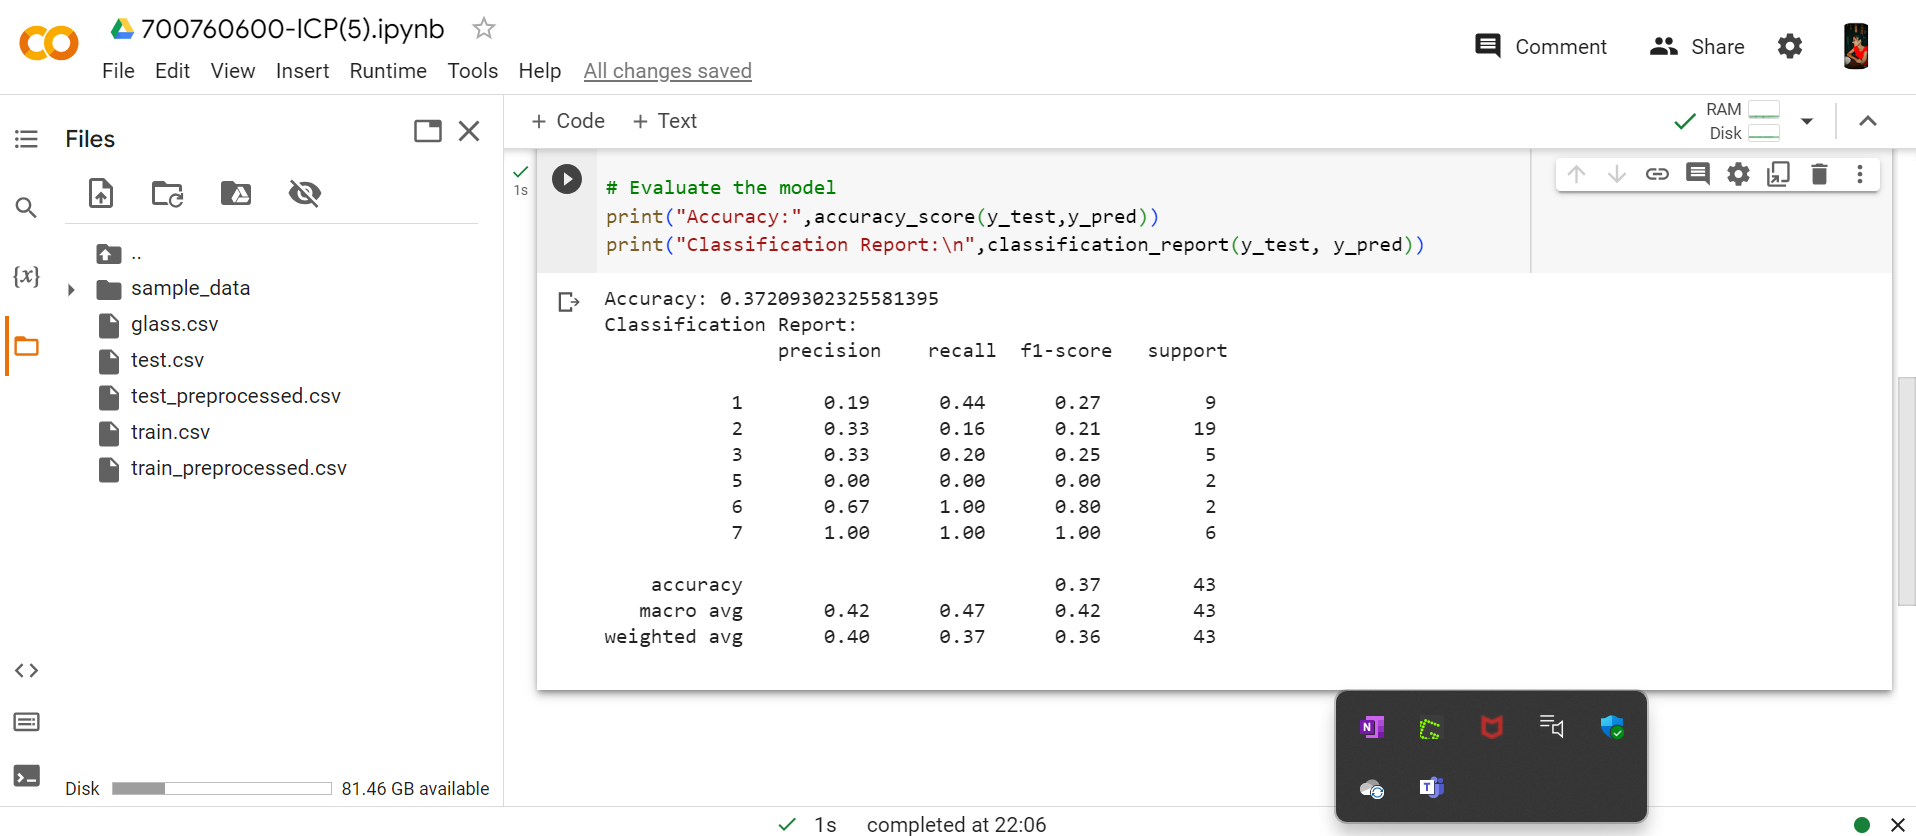 700760600-ICP(5).ipynb
File Edit View Insert Runtime Tools Help All changes saved
Comment Share
Files
+ Code + Text
RAM
Disk
1s
# Evaluate the model
print("Accuracy:",accuracy_score(y_test,y_pred))
print("Classification Report:\n",classification_report(y_test, y_pred))
..
sample_data
glass.csv
test.csv
test_preprocessed.csv
train.csv
train_preprocessed.csv
{x}
Accuracy: 0.37209302325581395
Classification Report:
precision recall f1-score support
1 0.19 0.44 0.27 9
2 0.33 0.16 0.21 19
3 0.33 0.20 0.25 5
5 0.00 0.00 0.00 2
6 0.67 1.00 0.80 2
7 1.00 1.00 1.00 6
accuracy 0.37 43
macro avg 0.42 0.47 0.42 43
weighted avg 0.40 0.37 0.36 43
N
T
Disk 81.46 GB available
1s completed at 22:06